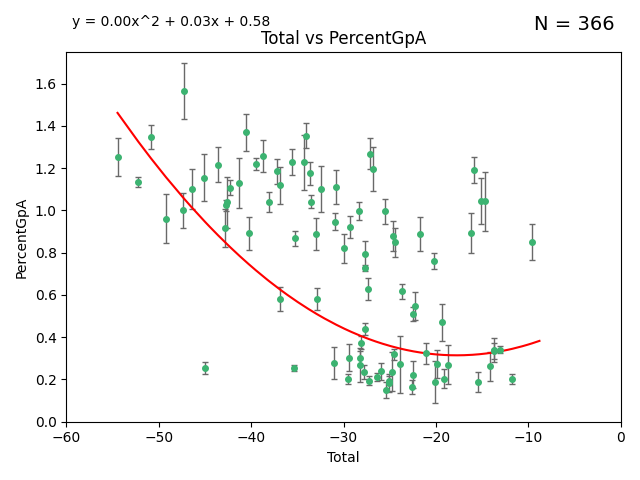 y = 0.00x^2 + 0.03x + 0.58
N = 366
Total vs PercentGpA
PercentGpA
1.6
1.4
1.2
1.0
0.8
0.6
0.4
0.2
0.0
−60 −50 −40 −30 −20 −10 0
Total